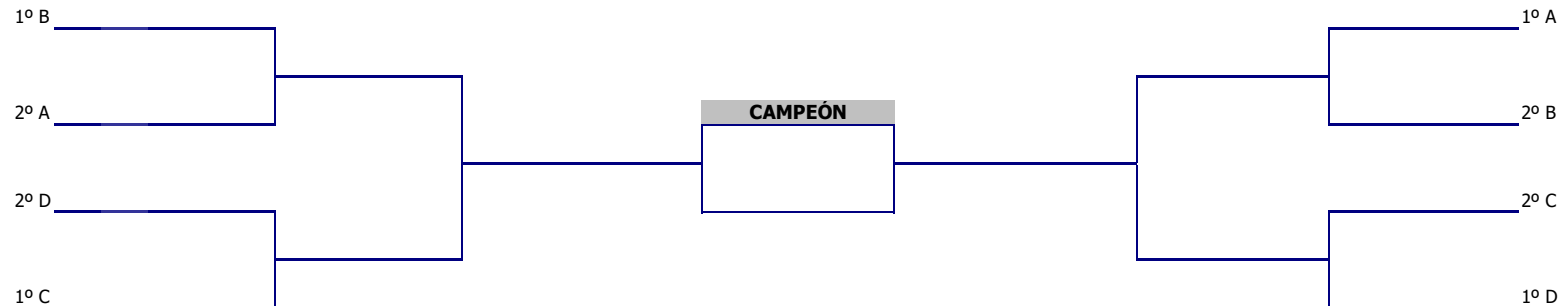 1º B
1º A
2º A
CAMPEÓN
2º B
2º D
2º C
1º C
1º D